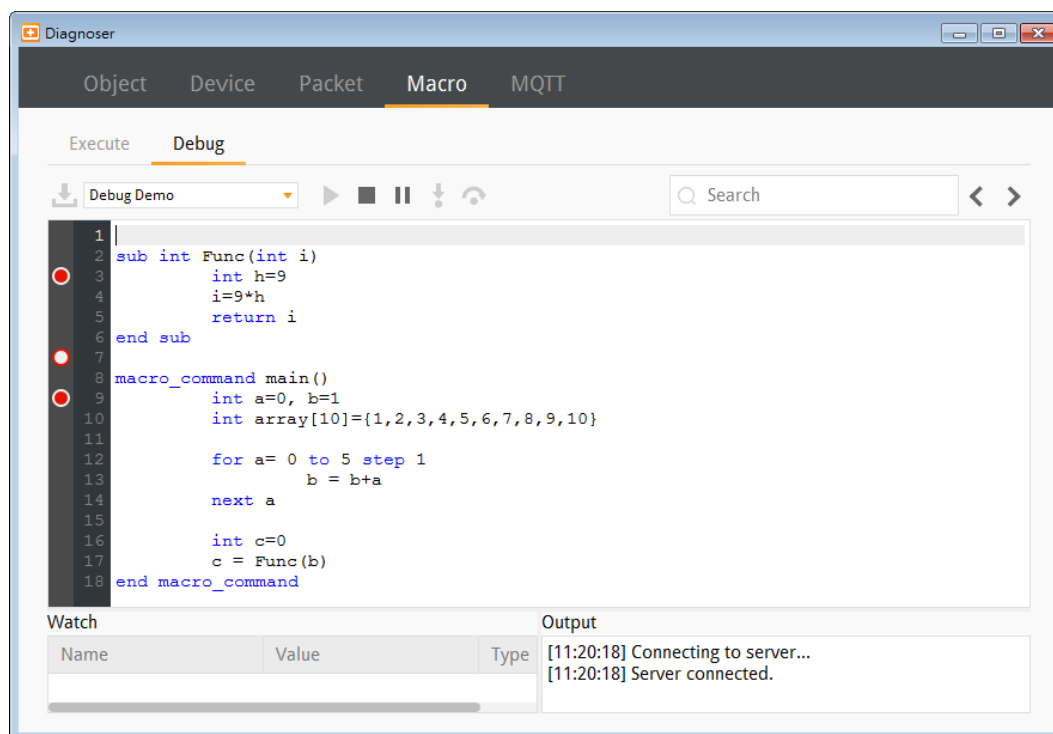 Diagnoser
Object Device Packet Macro MQTT
Execute Debug
Debug Demo Search
1
2 sub int Func(int i)
3 int h=9
4 i=9*h
5 return i
6 end sub
7
8 macro_command main()
9 int a=0, b=1
10 int array[10]={1,2,3,4,5,6,7,8,9,10}
11
12 for a= 0 to 5 step 1
13 b = b+a
14 next a
15
16 int c=0
17 c = Func(b)
18 end macro_command
Watch
Name Value Type
Output
[11:20:18] Connecting to server...
[11:20:18] Server connected.